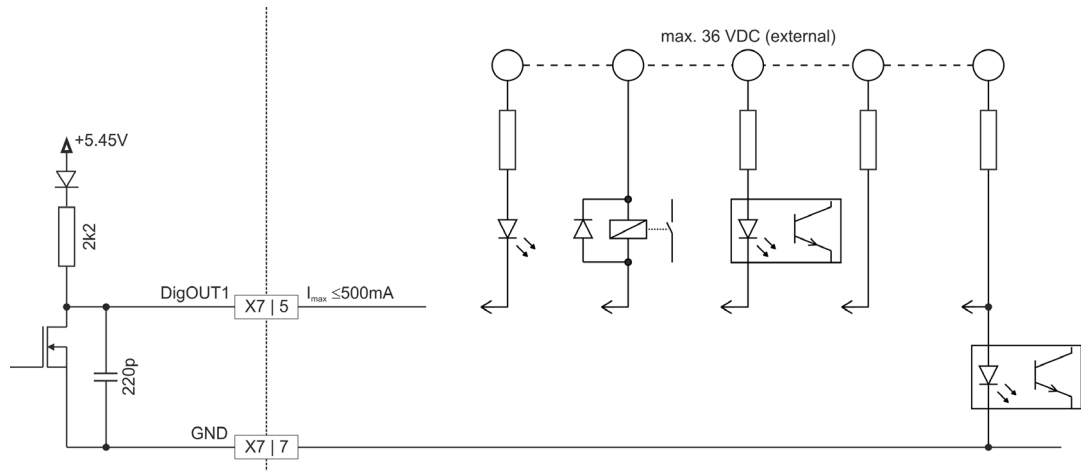 max. 36 VDC (external)
+5.45V
2k2
DigOUT1
X7 | 5
Imax ≤500mA
220p
GND
X7 | 7